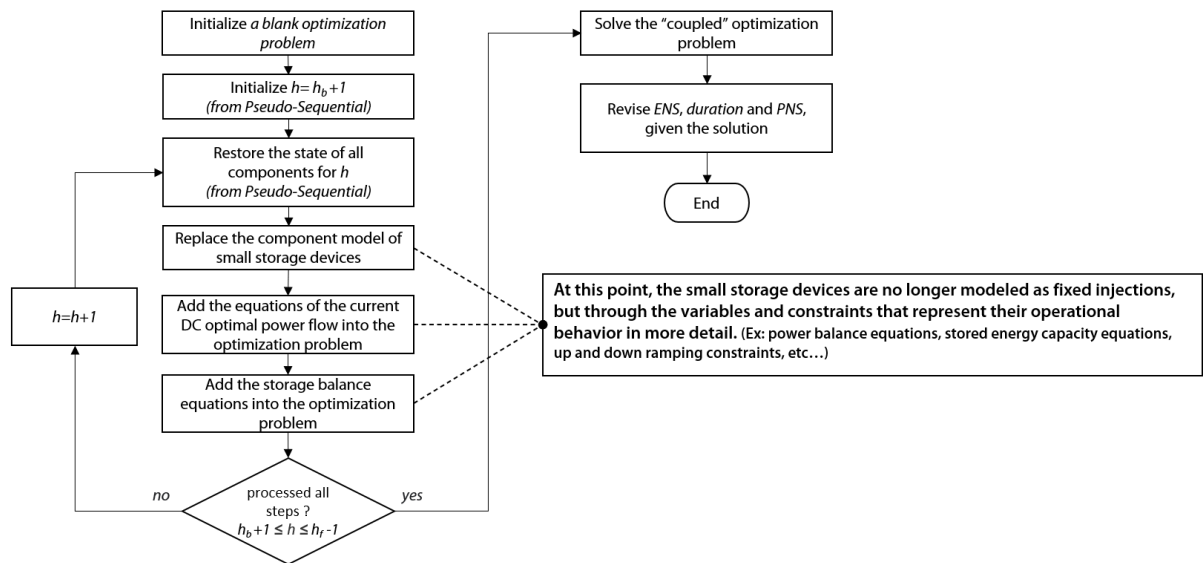 Initialize a blank optimization
problem
Initialize h= hb+1
(from Pseudo-Sequential)
Restore the state of all
components for h
(from Pseudo-Sequential)
Replace the component model of
small storage devices
Add the equations of the current
DC optimal power flow into the
optimization problem
Add the storage balance
equations into the optimization
problem
h=h+1
no
processed all
steps ?
hb+1 ≤ h ≤ hf -1
yes
Solve the “coupled” optimization
problem
Revise ENS, duration and PNS,
given the solution
End
At this point, the small storage devices are no longer modeled as fixed injections,
but through the variables and constraints that represent their operational
behavior in more detail. (Ex: power balance equations, stored energy capacity equations,
up and down ramping constraints, etc…)